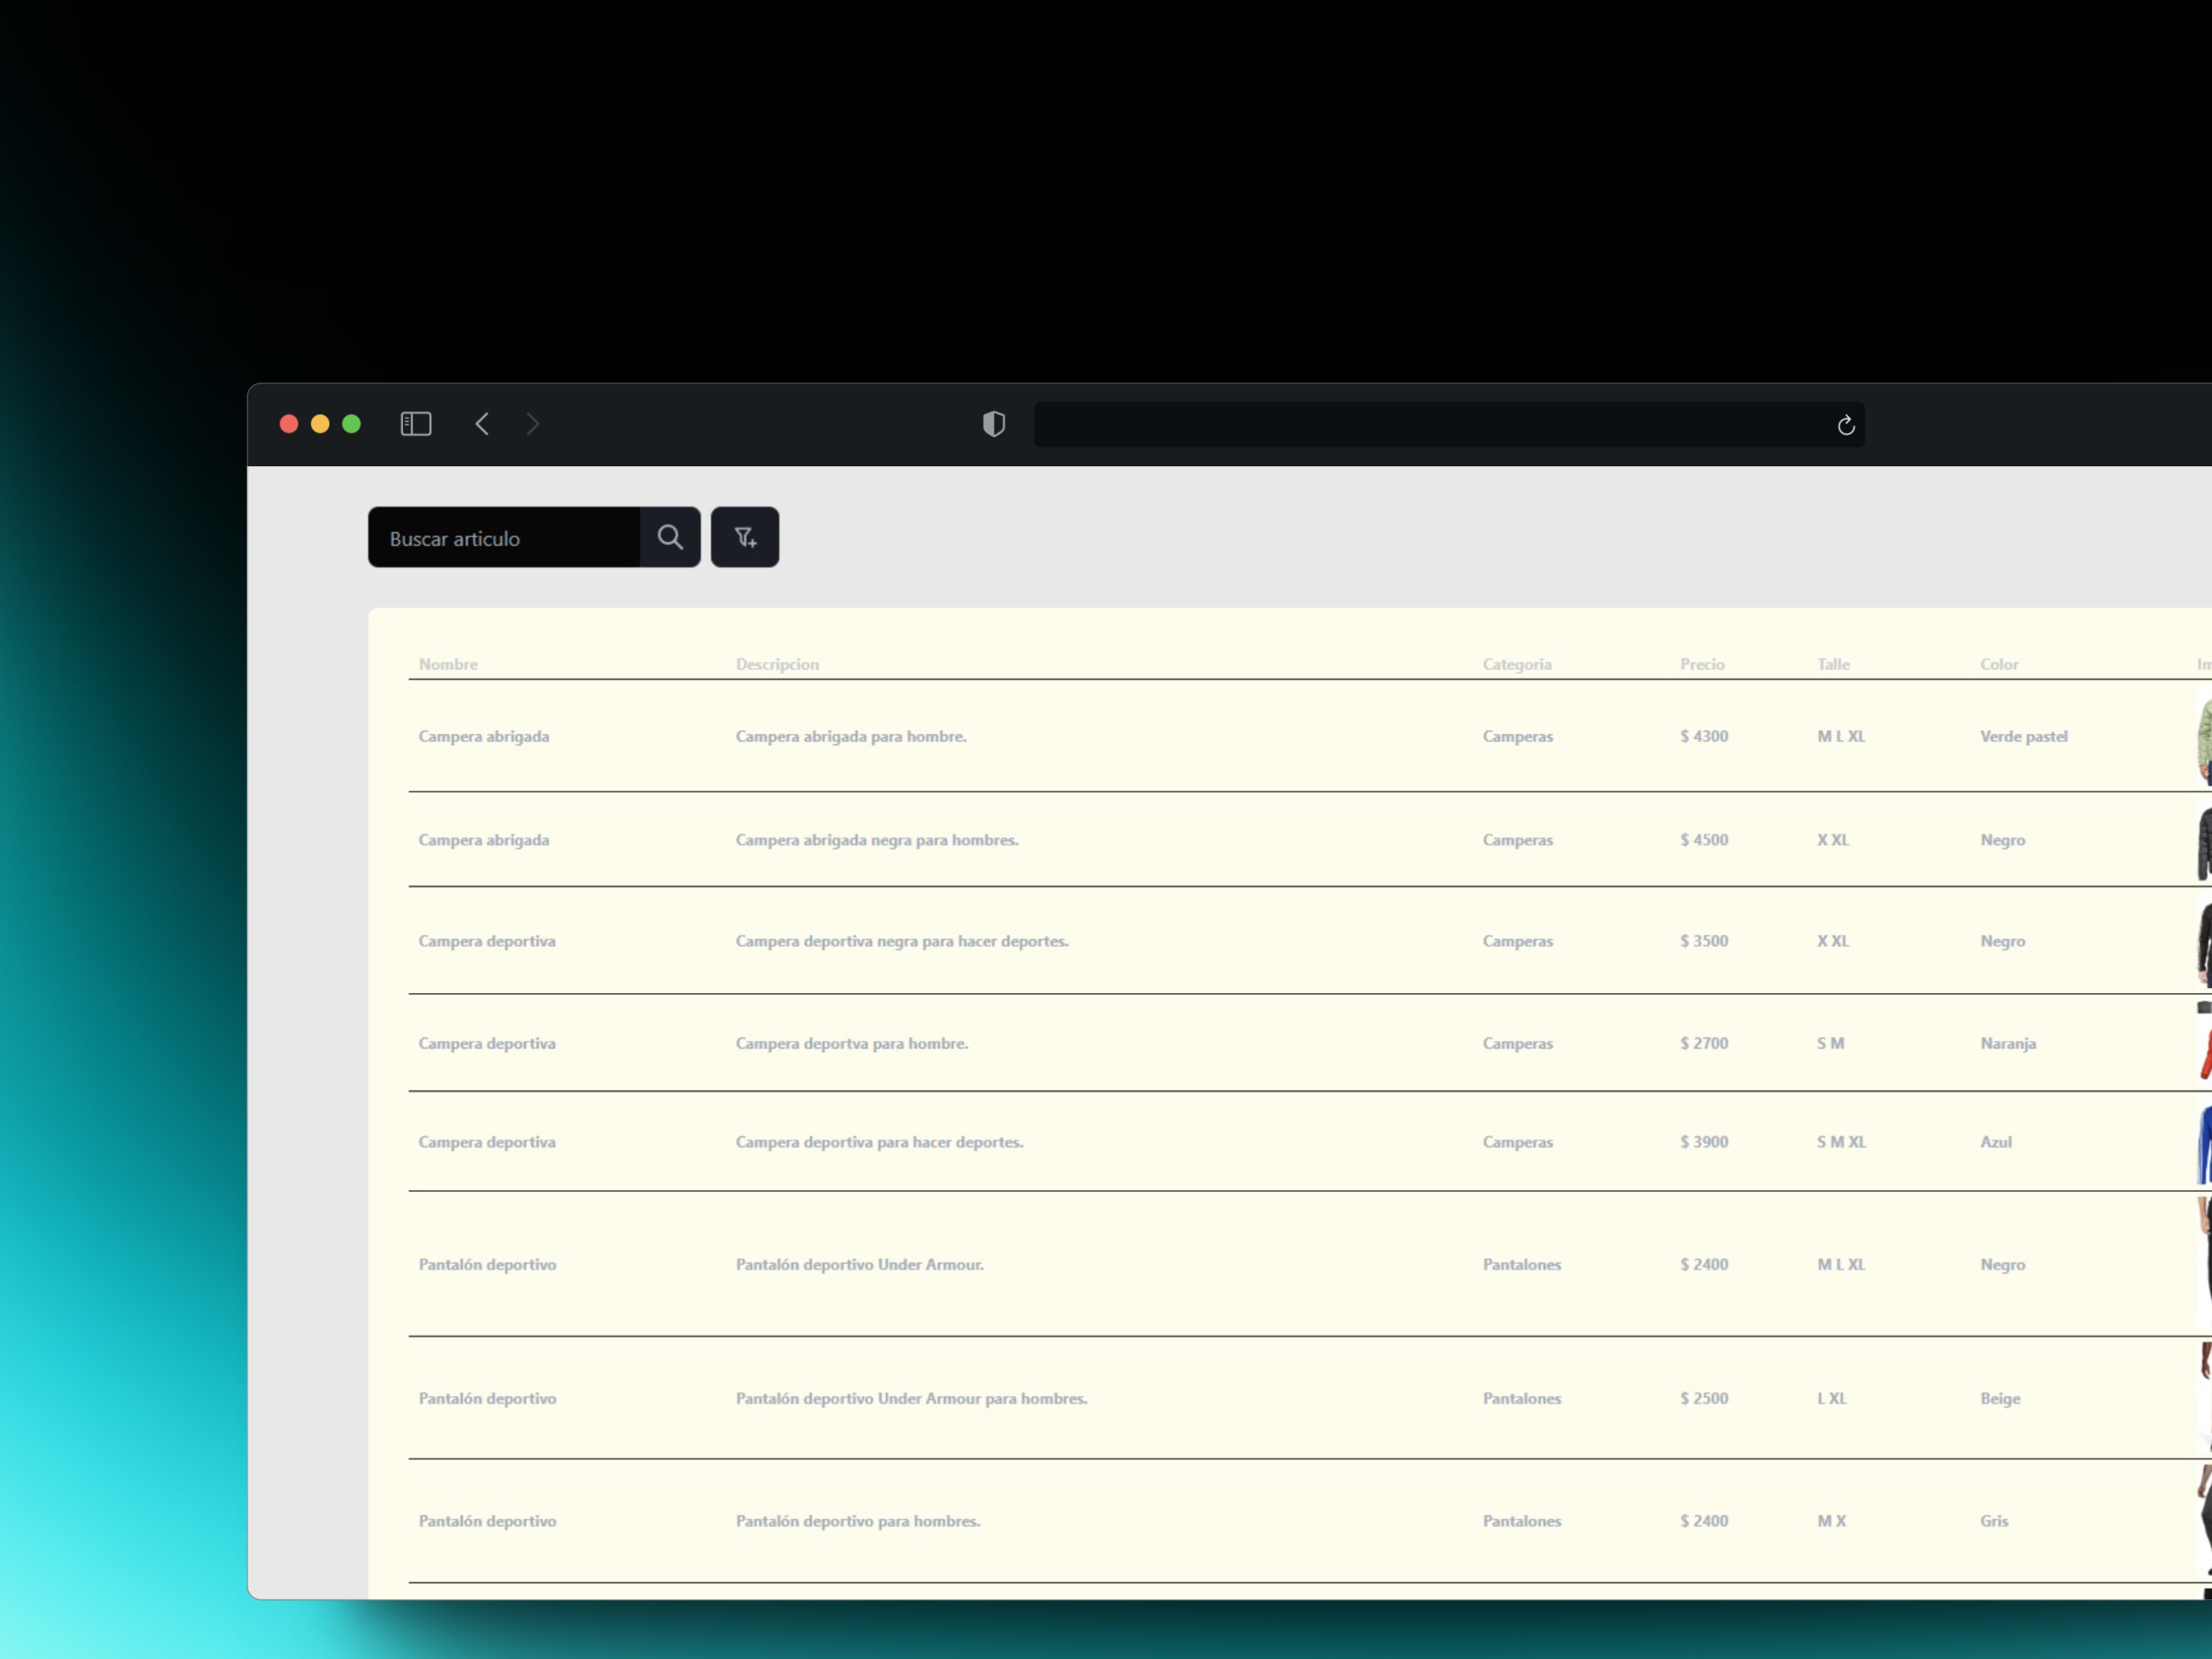 Buscar articulo
Nombre Descripcion Categoria Precio Talle Color
Campera abrigada Campera abrigada para hombre. Camperas $ 4300 M L XL Verde pastel
Campera abrigada Campera abrigada negra para hombres. Camperas $ 4500 X XL Negro
Campera deportiva Campera deportiva negra para hacer deportes. Camperas $ 3500 X XL Negro
Campera deportiva Campera deportva para hombre. Camperas $ 2700 S M Naranja
Campera deportiva Campera deportiva para hacer deportes. Camperas $ 3900 S M XL Azul
Pantalón deportivo Pantalón deportivo Under Armour. Pantalones $ 2400 M L XL Negro
Pantalón deportivo Pantalón deportivo Under Armour para hombres. Pantalones $ 2500 L XL Beige
Pantalón deportivo Pantalón deportivo para hombres. Pantalones $ 2400 M X Gris